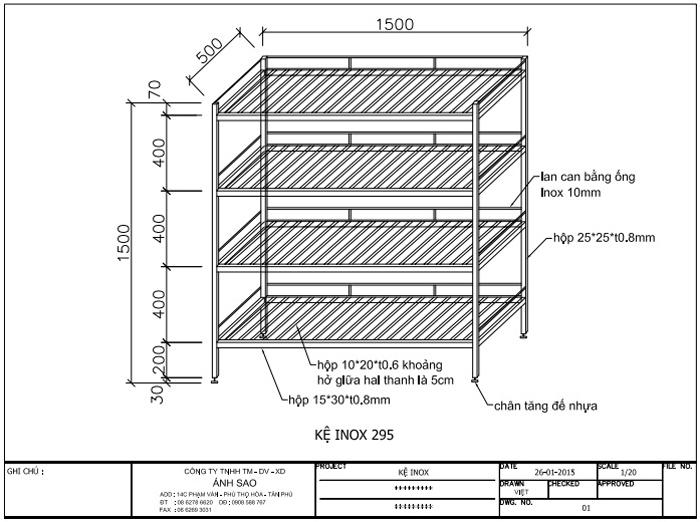 1500
500
70
400
400
400
200
30
1500
lan can bằng ống
Inox 10mm
hộp 25*25*t0.8mm
hộp 10*20*t0.6 khoảng
hở giữa hai thanh là 5cm
hộp 15*30*t0.8mm
chân tăng đế nhựa
KỆ INOX 295
GHI CHÚ :
CÔNG TY TNHH TM - DV - XD
ÁNH SAO
ADD : 14C PHẠM VẤN - PHÚ THỌ HÒA - TÂN PHÚ
ĐT : 08 6278 6620 DĐ : 0908 588 767
FAX : 08 6269 3031
PROJECT
KỆ INOX
*********
*********
DATE
26-01-2015
SCALE
1/20
FILE NO.
DRAWN
VIỆT
CHECKED
APPROVED
DWG. NO.
01